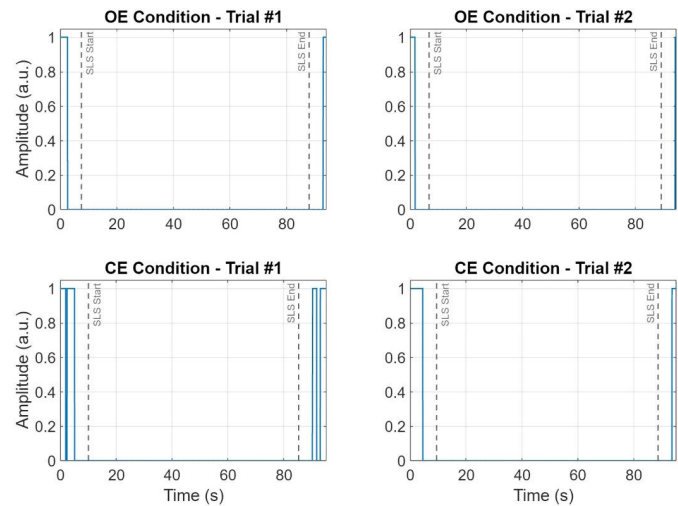 OE Condition - Trial #1
OE Condition - Trial #2
Amplitude (a.u.)
1
0.8
0.6
0.4
0.2
0
SLS Start
SLS End
0 20 40 60 80
1
0.8
0.6
0.4
0.2
0
SLS Start
SLS End
0 20 40 60 80
CE Condition - Trial #1
CE Condition - Trial #2
Amplitude (a.u.)
1
0.8
0.6
0.4
0.2
0
SLS Start
SLS End
0 20 40 60 80
Time (s)
1
0.8
0.6
0.4
0.2
0
SLS Start
SLS End
0 20 40 60 80
Time (s)